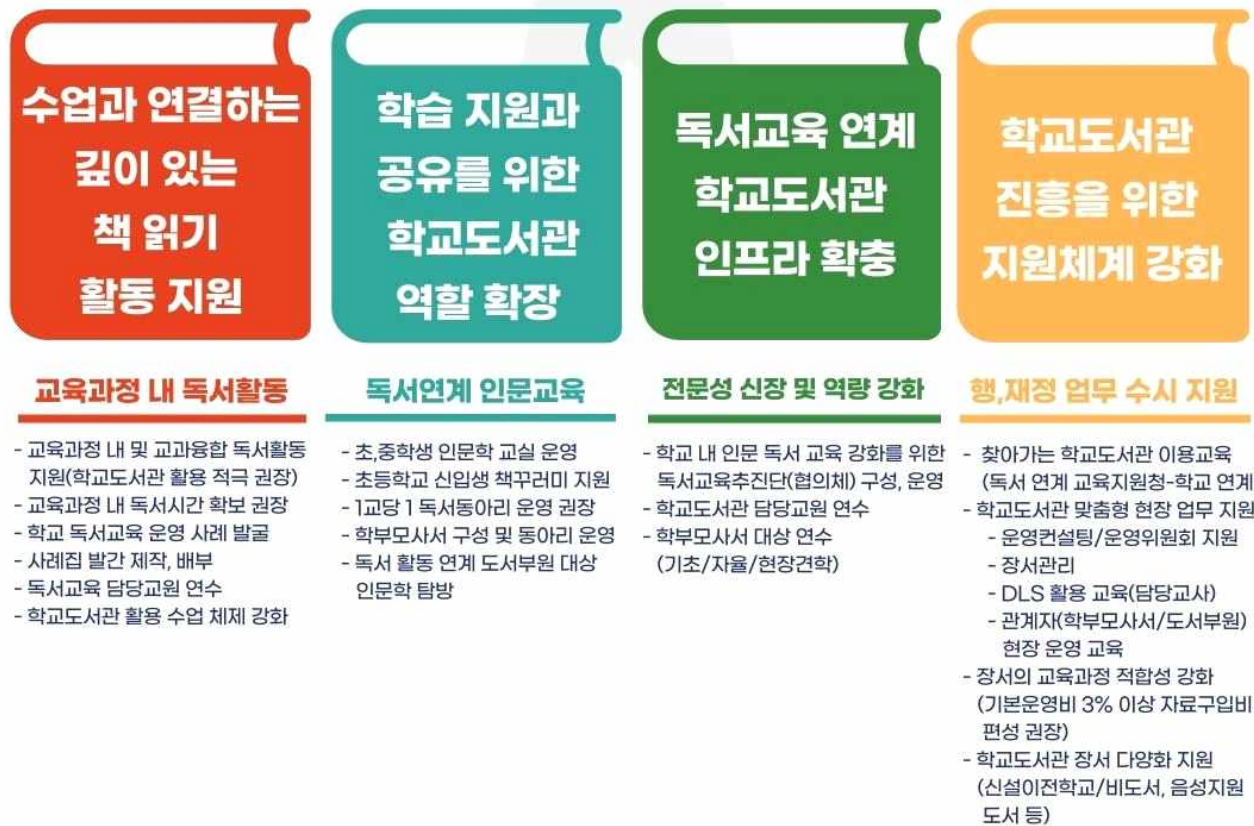 수업과 연결하는
깊이 있는
책 읽기
활동 지원
교육과정 내 독서활동
- 교육과정 내 및 교과융합 독서활동
지원(학교도서관 활용 적극 권장)
- 교육과정 내 독서시간 확보 권장
- 학교 독서교육 운영 사례 발굴
- 사례집 발간 제작, 배부
- 독서교육 담당교원 연수
- 학교도서관 활용 수업 체제 강화
학습 지원과
공유를 위한
학교도서관
역할 확장
독서연계 인문교육
- 초,중학생 인문학 교실 운영
- 초등학교 신입생 책꾸러미 지원
- 1교당 1 독서동아리 운영 권장
- 학부모사서 구성 및 동아리 운영
- 독서 활동 연계 도서부원 대상
인문학 탐방
독서교육 연계
학교도서관
인프라 확충
전문성 신장 및 역량 강화
- 학교 내 인문 독서 교육 강화를 위한
독서교육추진단(협의체) 구성, 운영
- 학교도서관 담당교원 연수
- 학부모사서 대상 연수
(기초/자율/현장견학)
학교도서관
진흥을 위한
지원체계 강화
행,재정 업무 수시 지원
- 찾아가는 학교도서관 이용교육
(독서 연계 교육지원청-학교 연계
- 학교도서관 맞춤형 현장 업무 지원
- 운영컨설팅/운영위원회 지원
- 장서관리
- DLS 활용 교육(담당교사)
- 관계자(학부모사서/도서부원)
현장 운영 교육
- 장서의 교육과정 적합성 강화
(기본운영비 3% 이상 자료구입비
편성 권장)
- 학교도서관 장서 다양화 지원
(신설이전학교/비도서, 음성지원
도서 등)